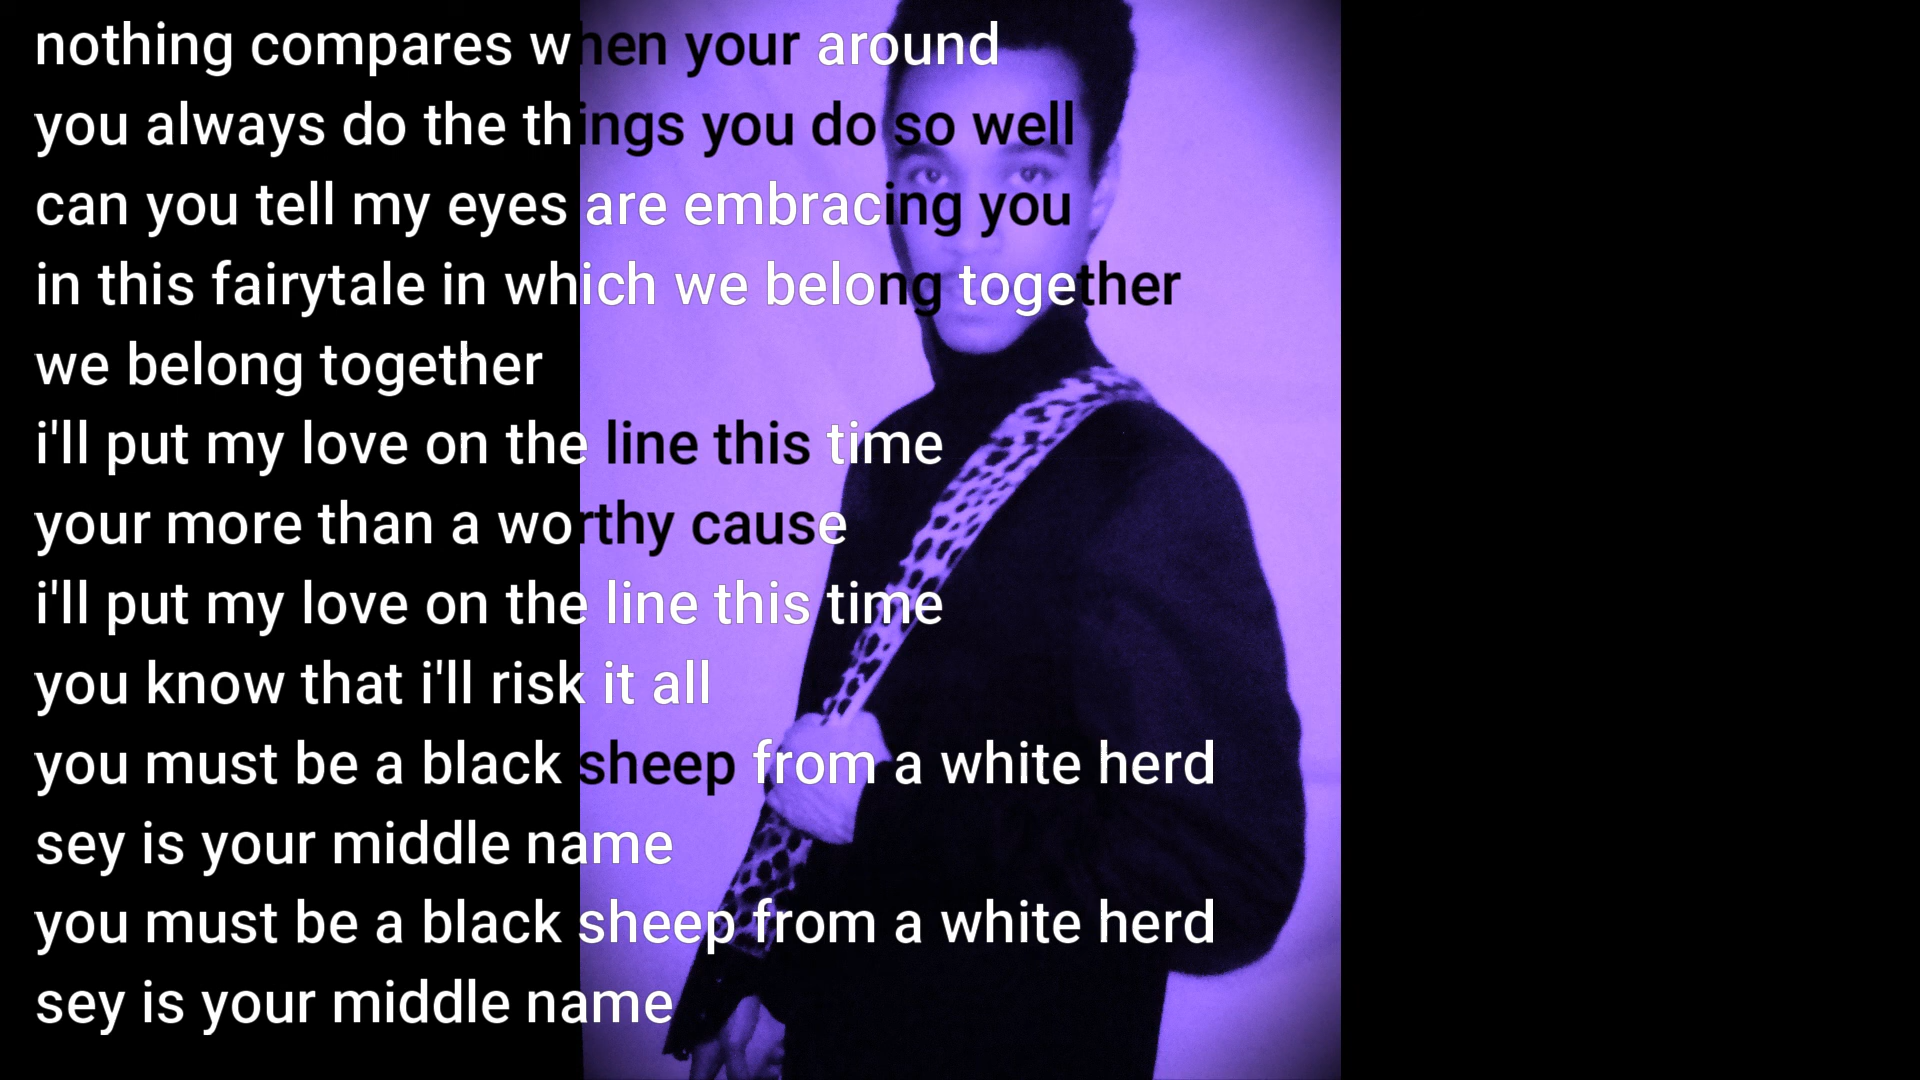 nothing compares when your around
you always do the things you do so well
can you tell my eyes are embracing you
in this fairytale in which we belong together
we belong together
i'll put my love on the line this time
your more than a worthy cause
i'll put my love on the line this time
you know that i'll risk it all
you must be a black sheep from a white herd
sey is your middle name
you must be a black sheep from a white herd
sey is your middle name